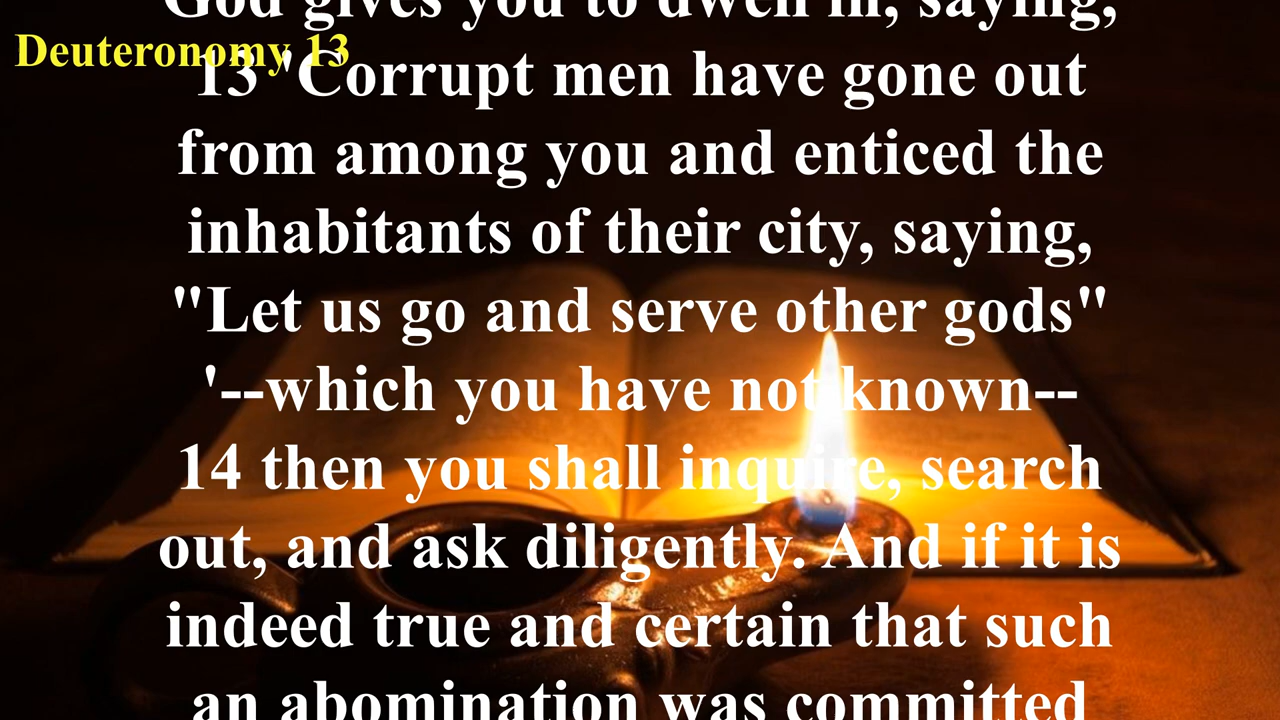 God gives you to dwell in, saying,
Deuteronomy 13
13 "Corrupt men have gone out
from among you and enticed the
inhabitants of their city, saying,
"Let us go and serve other gods"
'--which you have not known--
14 then you shall inquire, search
out, and ask diligently. And if it is
indeed true and certain that such
an abomination was committed